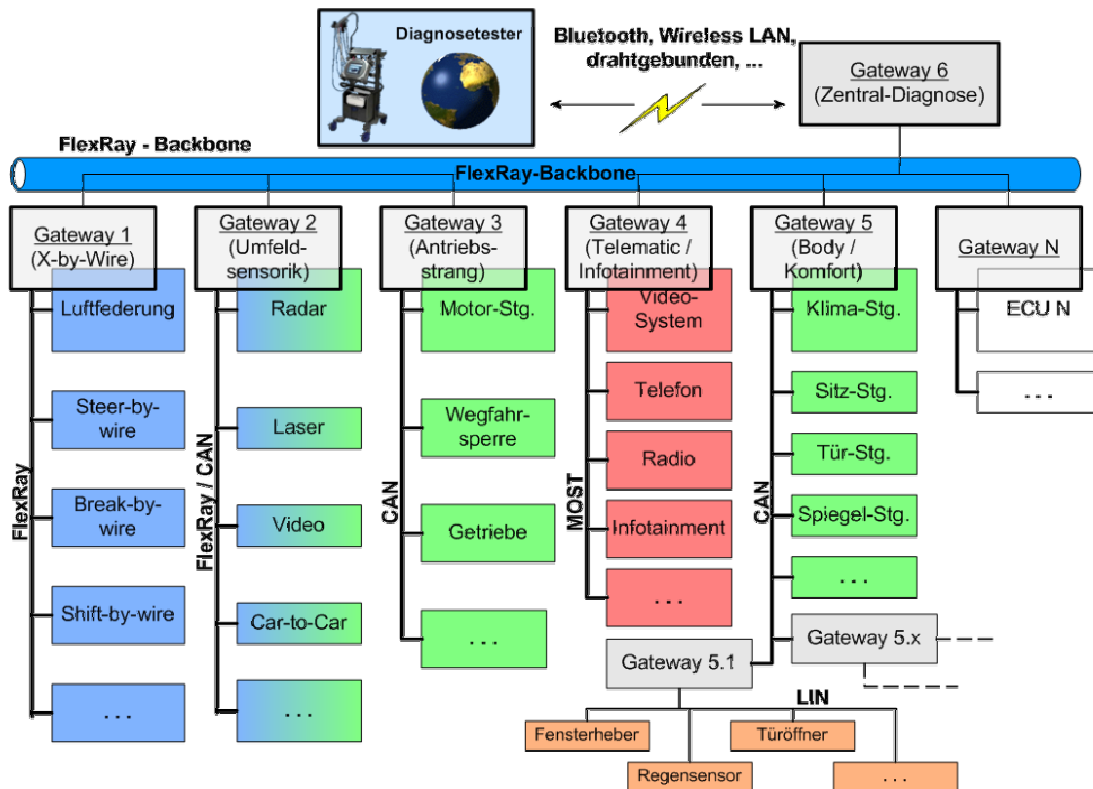 Diagnosetester
Bluetooth, Wireless LAN,
drahtgebunden, ...
Gateway 6
(Zentral-Diagnose)
FlexRay - Backbone
FlexRay-Backbone
Gateway 1
(X-by-Wire)
Luftfederung
Steer-by-
wire
Break-by-
wire
Shift-by-wire
. . .
FlexRay
Gateway 2
(Umfeld-
sensorik)
Radar
Laser
Video
Car-to-Car
. . .
FlexRay / CAN
Gateway 3
(Antriebs-
strang)
Motor-Stg.
Wegfahr-
sperre
Getriebe
. . .
CAN
Gateway 4
(Telematic /
Infotainment)
Video-
System
Telefon
Radio
Infotainment
. . .
MOST
Gateway 5
(Body /
Komfort)
Klima-Stg.
Sitz-Stg.
Tür-Stg.
Spiegel-Stg.
. . .
CAN
Gateway 5.x
Gateway 5.1
LIN
Fensterheber
Regensensor
Türöffner
. . .
Gateway N
ECU N
. . .